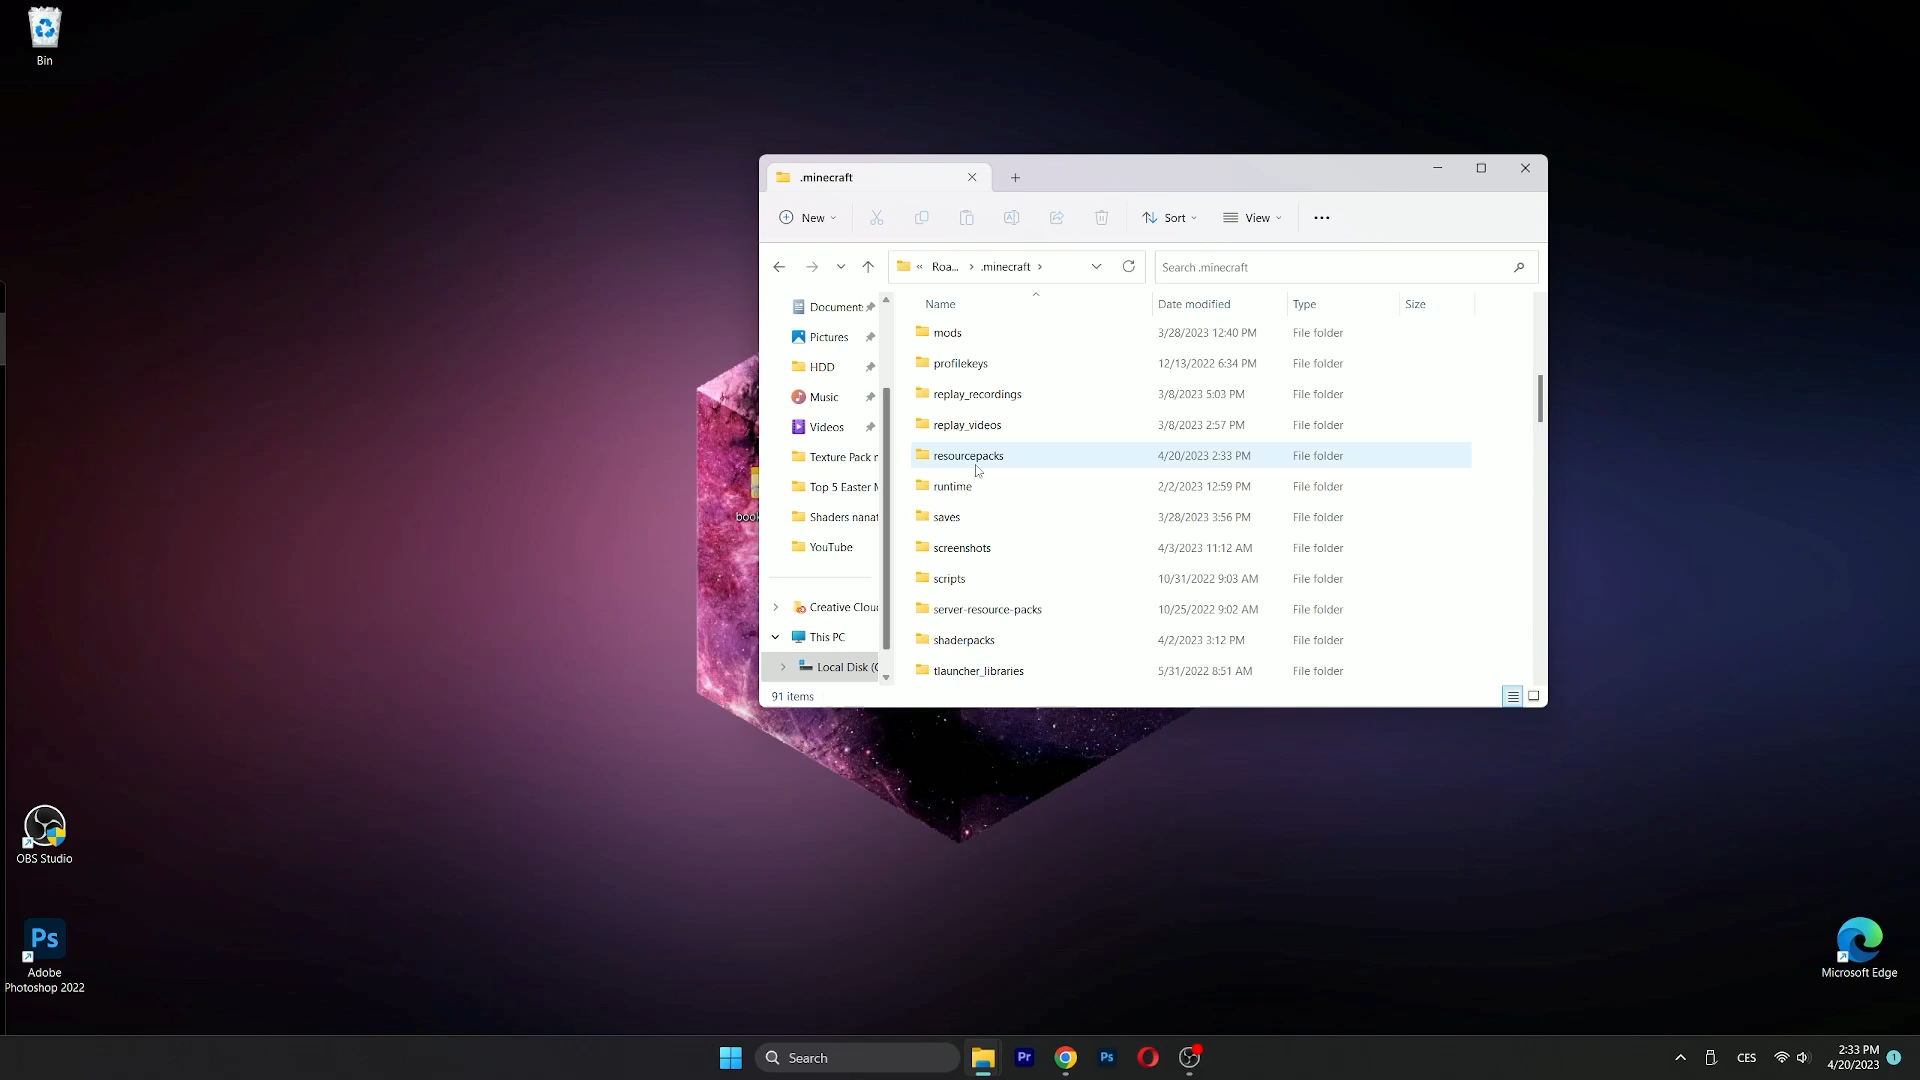 Bin
.minecraft
New
Sort
View
Roa...
.minecraft
Search .minecraft
Name
Date modified
Type
Size
Document
Pictures
HDD
Music
Videos
Texture Pack r
Top 5 Easter M
Shaders nanat
YouTube
Creative Clou
This PC
Local Disk (C
mods 3/28/2023 12:40 PM File folder
profilekeys 12/13/2022 6:34 PM File folder
replay_recordings 3/8/2023 5:03 PM File folder
replay_videos 3/8/2023 2:57 PM File folder
resourcepacks 4/20/2023 2:33 PM File folder
runtime 2/2/2023 12:59 PM File folder
saves 3/28/2023 3:56 PM File folder
screenshots 4/3/2023 11:12 AM File folder
scripts 10/31/2022 9:03 AM File folder
server-resource-packs 10/25/2022 9:02 AM File folder
shaderpacks 4/2/2023 3:12 PM File folder
tlauncher_libraries 5/31/2022 8:51 AM File folder
91 items
book
OBS Studio
Ps
Adobe
Photoshop 2022
Microsoft Edge
Search
Pr
Ps
CES
2:33 PM
4/20/2023
1